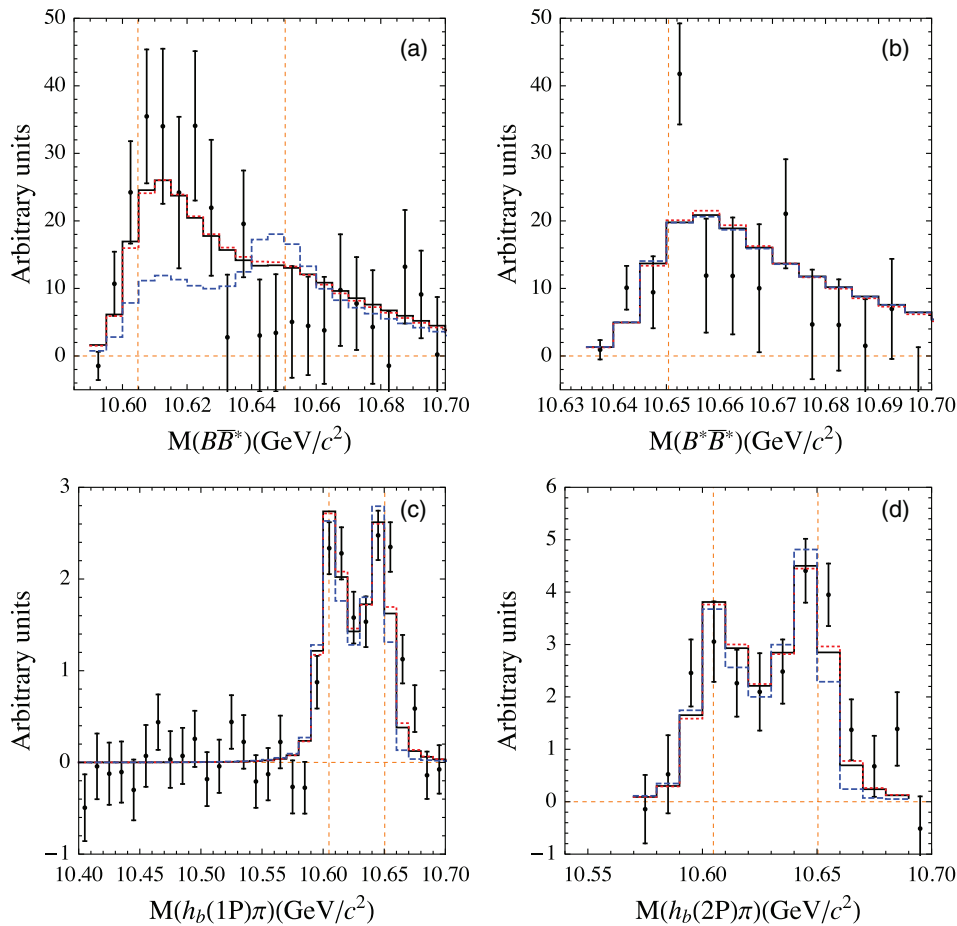 50
40
30
20
10
0
Arbitrary units
(a)
10.60 10.62 10.64 10.66 10.68 10.70
M(BB̅*)(GeV/c²)
50
40
30
20
10
0
Arbitrary units
(b)
10.63 10.64 10.65 10.66 10.67 10.68 10.69 10.70
M(B*B̅*)(GeV/c²)
3
2
1
0
−1
Arbitrary units
(c)
10.40 10.45 10.50 10.55 10.60 10.65 10.70
M(h_b(1P)π)(GeV/c²)
6
5
4
3
2
1
0
−1
Arbitrary units
(d)
10.55 10.60 10.65 10.70
M(h_b(2P)π)(GeV/c²)